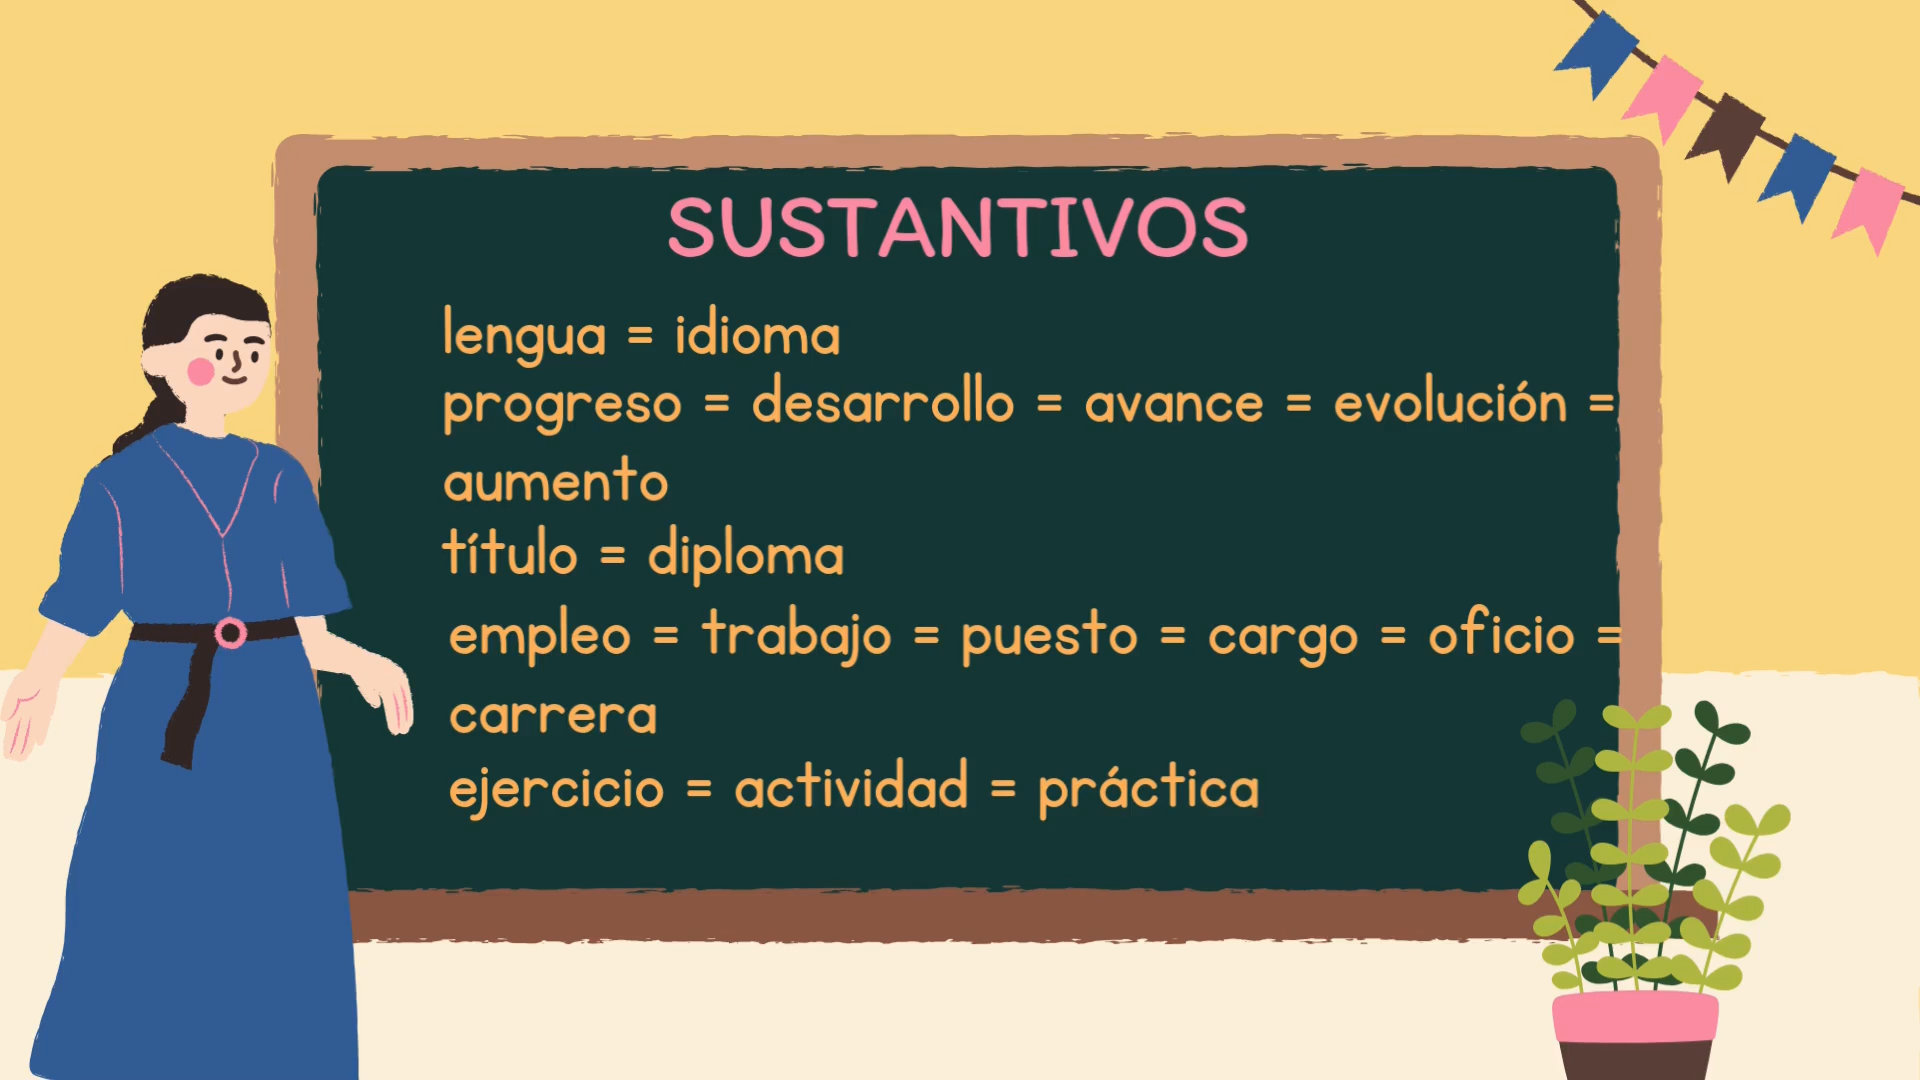 SUSTANTIVOS
lengua = idioma
progreso = desarrollo = avance = evolución =
aumento
título = diploma
empleo = trabajo = puesto = cargo = oficio =
carrera
ejercicio = actividad = práctica